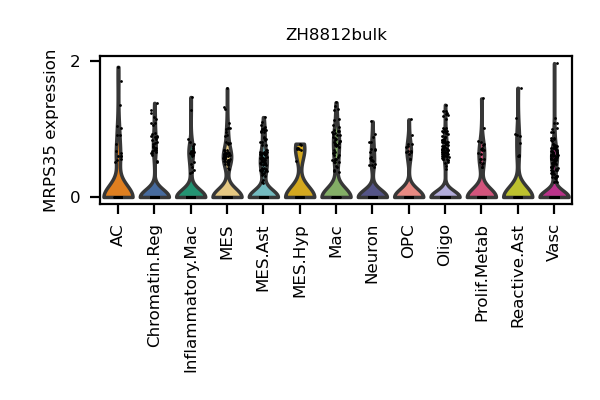 ZH8812bulk
MRPS35 expression
2
0
AC
Chromatin.Reg
Inflammatory.Mac
MES
MES.Ast
MES.Hyp
Mac
Neuron
OPC
Oligo
Prolif.Metab
Reactive.Ast
Vasc